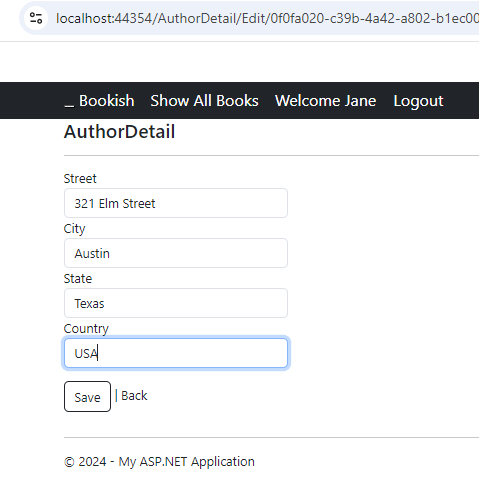 localhost:44354/AuthorDetail/Edit/0f0fa020-c39b-4a42-a802-b1ec00
_ Bookish Show All Books Welcome Jane Logout
AuthorDetail
Street
321 Elm Street
City
Austin
State
Texas
Country
USA
Save | Back
© 2024 - My ASP.NET Application